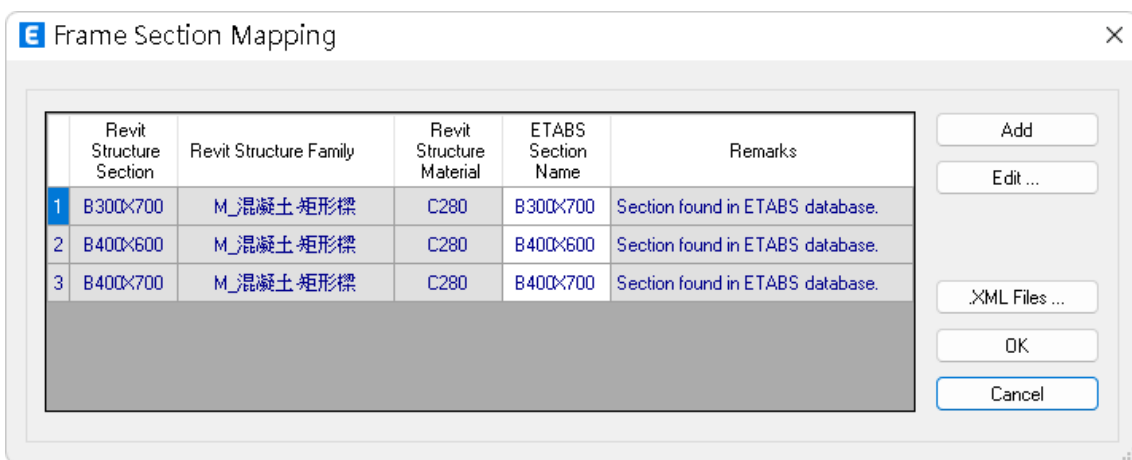 E Frame Section Mapping
Revit Structure Section Revit Structure Family Revit Structure Material ETABS Section Name Remarks
1 B300X700 M_混凝土-矩形樑 C280 B300X700 Section found in ETABS database.
2 B400X600 M_混凝土-矩形樑 C280 B400X600 Section found in ETABS database.
3 B400X700 M_混凝土-矩形樑 C280 B400X700 Section found in ETABS database.
Add
Edit ...
.XML Files ...
OK
Cancel